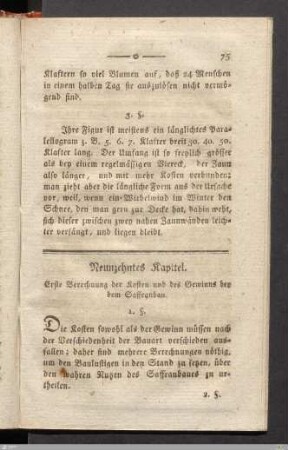 75
Klaftern so viel Blumen auf, daß 24 Menschen
in einem halben Tag sie auszulösen nicht vermö-
gend sind.
3. §.
Ihre Figur ist meistens ein länglichtes Para-
lellogram z. B. 5. 6. 7. Klafter breit 30. 40. 50.
Klafter lang. Der Umfang ist so freylich grösser
als bey einem regelmässigen Viereck, der Zaun
also länger, und mit mehr Kosten verbunden;
man zieht aber die längliche Form aus der Ursache
vor, weil, wenn ein Wirbelwind im Winter den
Schnee, den man gern zur Decke hat, dahin weht,
sich dieser zwischen zwey nahen Zaunwänden leich-
ter verfängt, und liegen bleibt.
Neunzehntes Kapitel.
Erste Berechnung der Kosten und des Gewinns bey
dem Saffranbau.
1. §.
Die Kosten sowohl als der Gewinn müssen nach
der Verschiedenheit der Bauart verschieden aus-
fallen; daher sind mehrere Berechnungen nöthig,
um den Baulustigen in den Stand zu setzen, über
den wahren Nutzen des Saffranbaues zu ur-
theilen.
2. §.